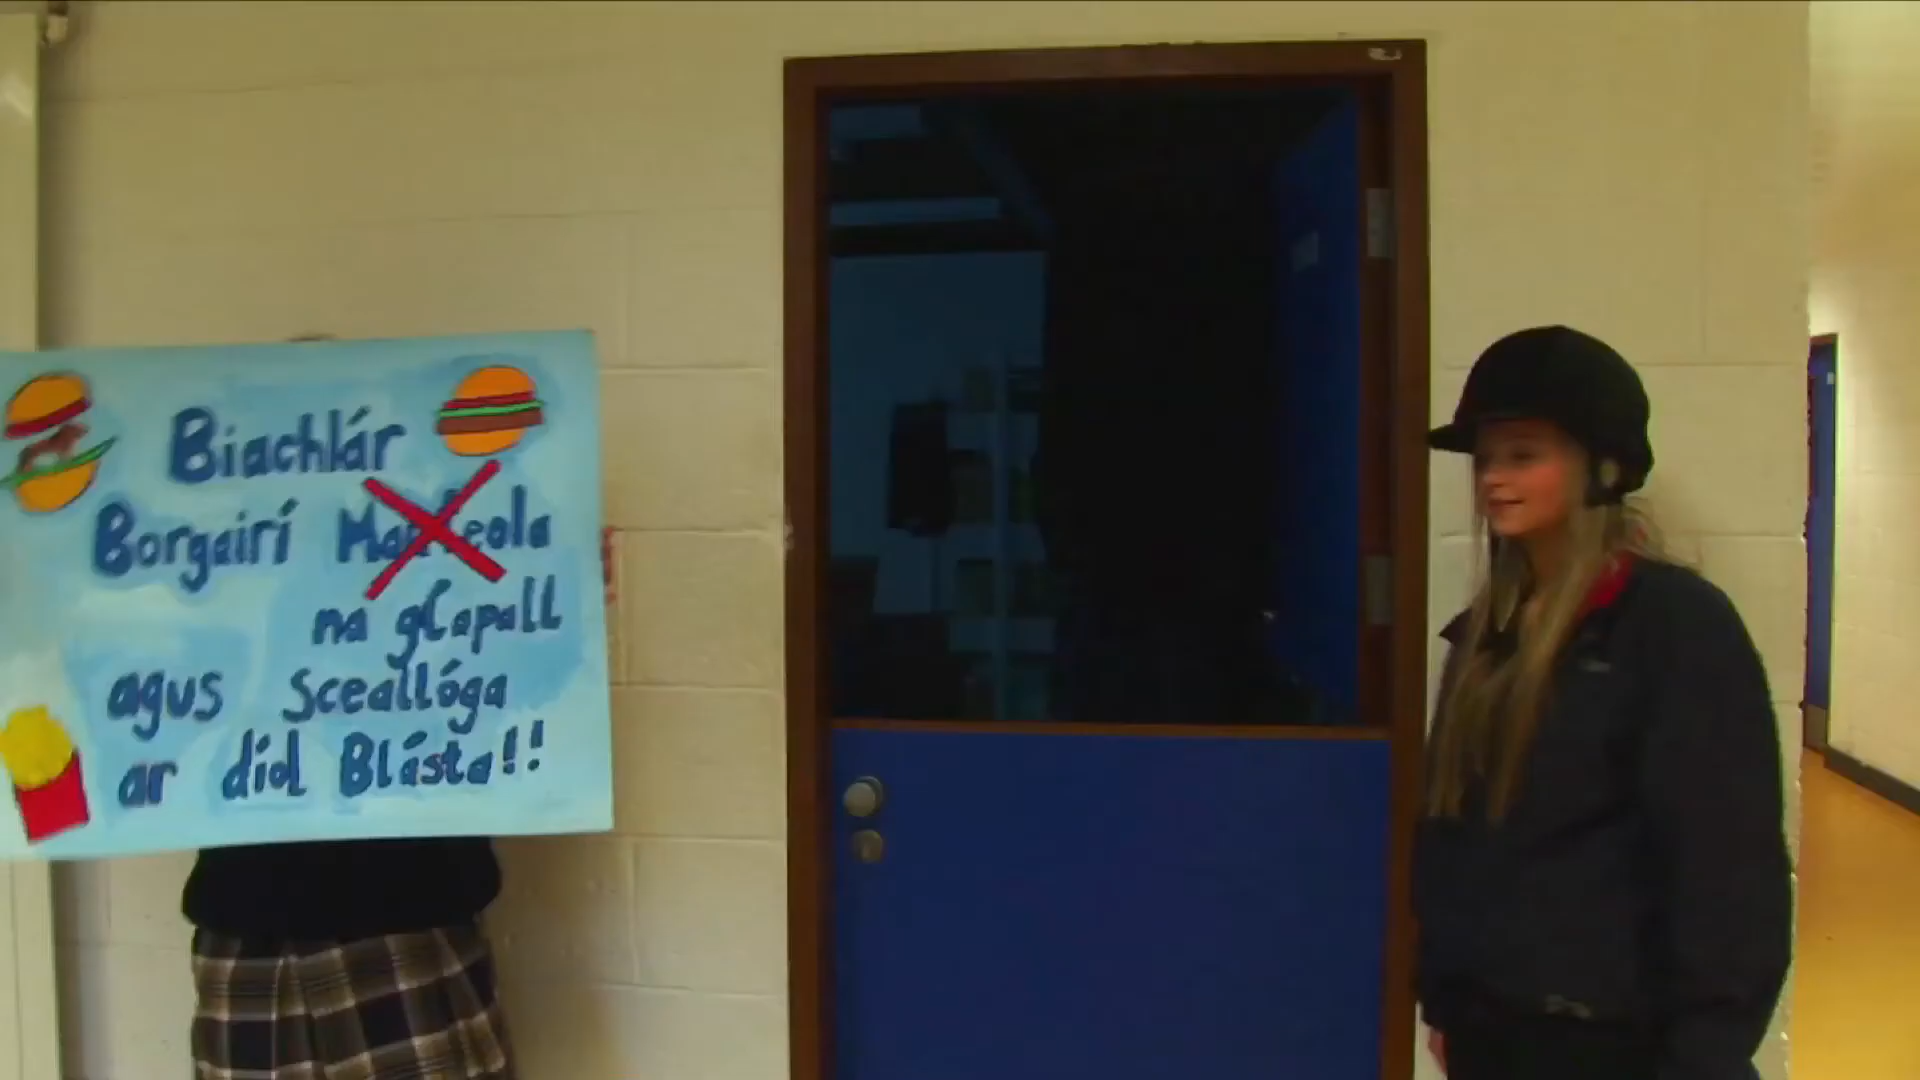 Biachlár
Borgairí Mairteola
na gCapall
agus Sceallóga
ar díol Blásta!!